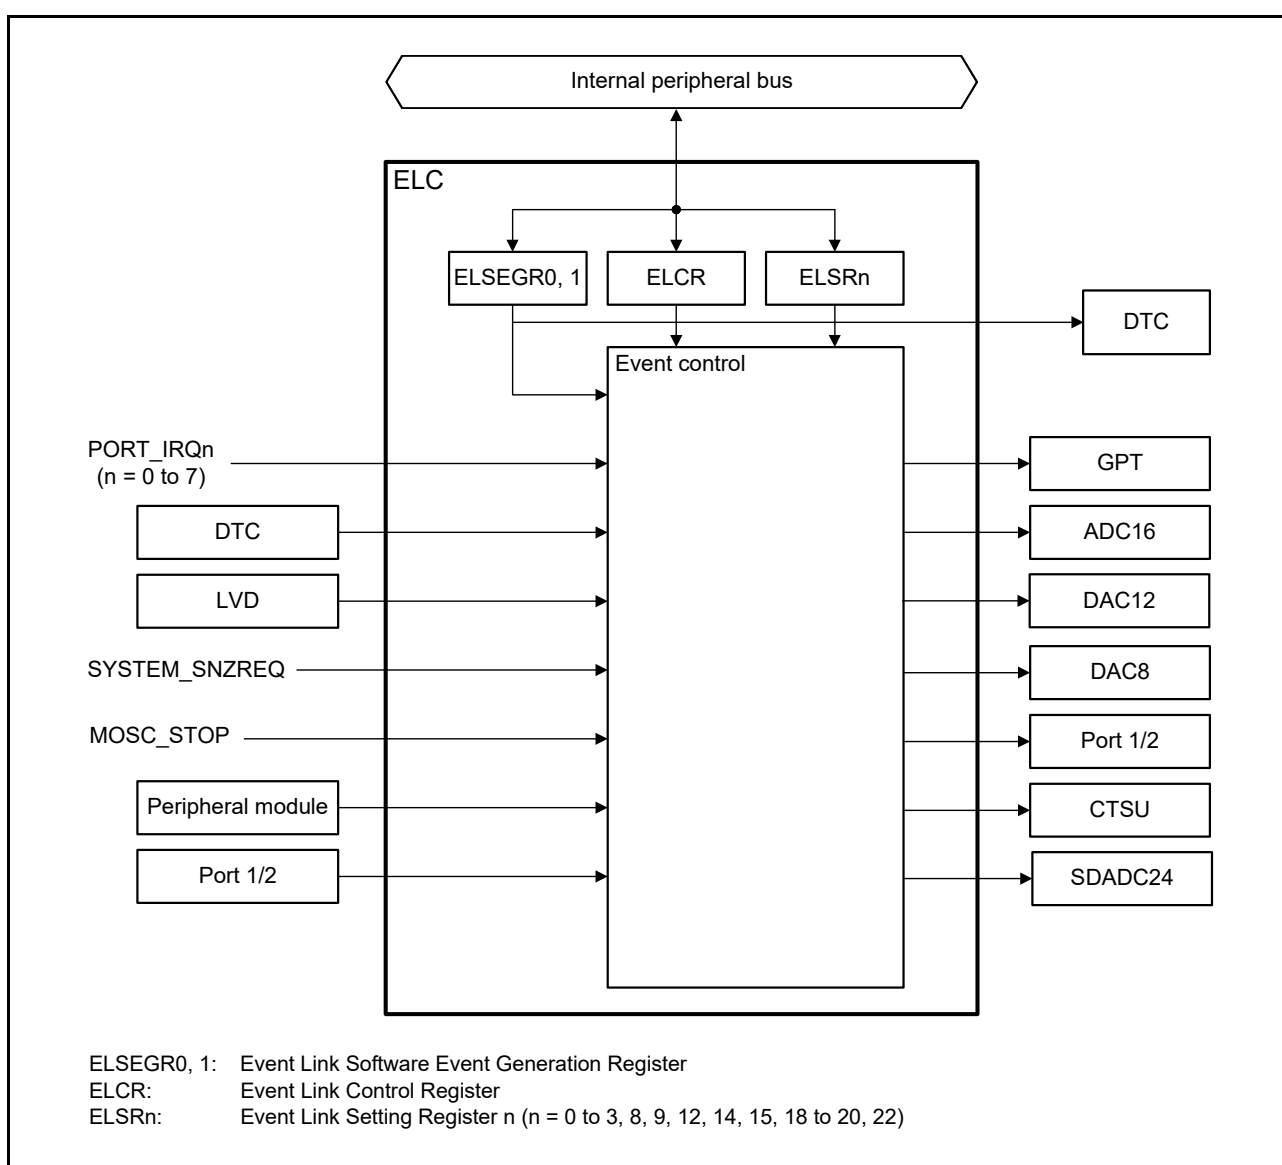 Internal peripheral bus
ELC
ELSEGR0, 1
ELCR
ELSRn
DTC
Event control
PORT_IRQn
(n = 0 to 7)
GPT
DTC
ADC16
LVD
DAC12
SYSTEM_SNZREQ
DAC8
MOSC_STOP
Port 1/2
Peripheral module
CTSU
Port 1/2
SDADC24
ELSEGR0, 1: Event Link Software Event Generation Register
ELCR: Event Link Control Register
ELSRn: Event Link Setting Register n (n = 0 to 3, 8, 9, 12, 14, 15, 18 to 20, 22)